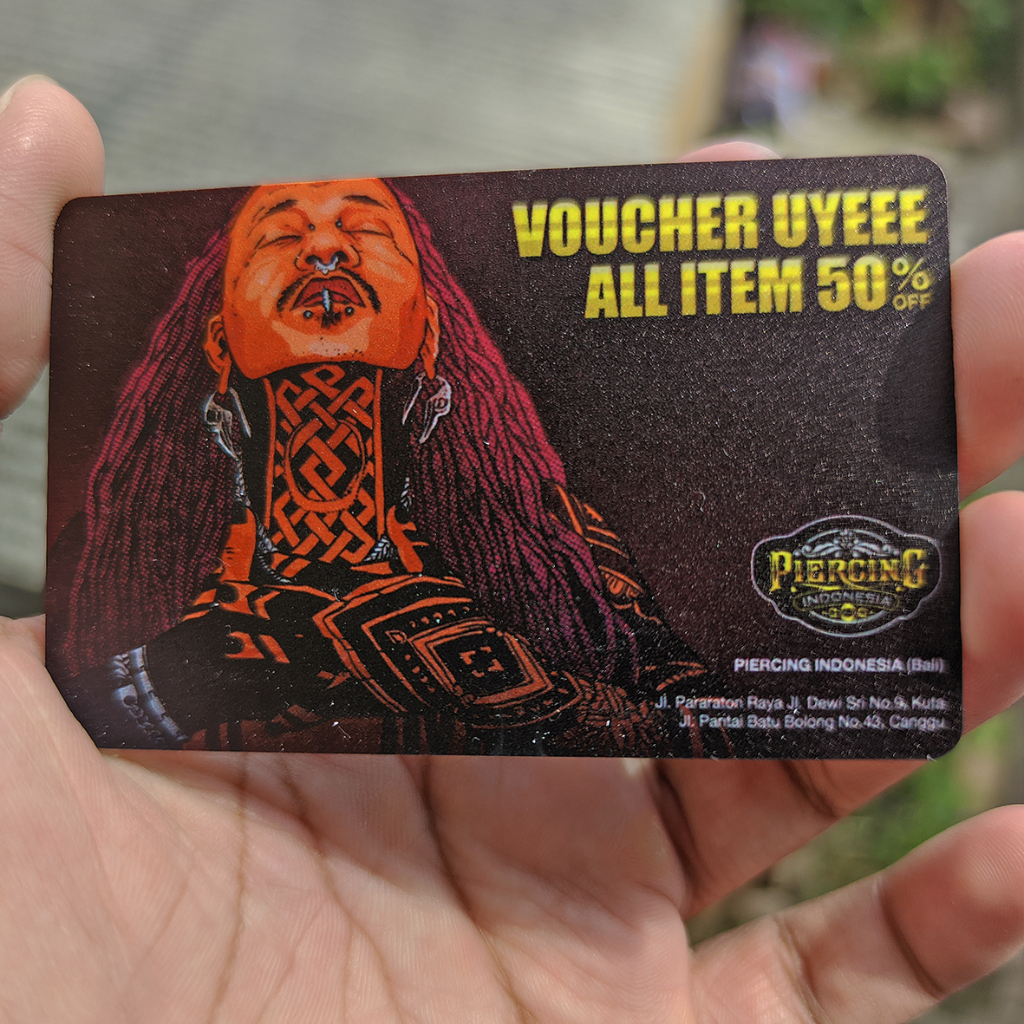 VOUCHER UYEEE
ALL ITEM 50% OFF
PIERCING
INDONESIA
PIERCING INDONESIA (Bali)
Jl. Pararaton Raya Jl. Dewi Sri No.9, Kuta
Jl. Pantai Batu Bolong No.43, Canggu